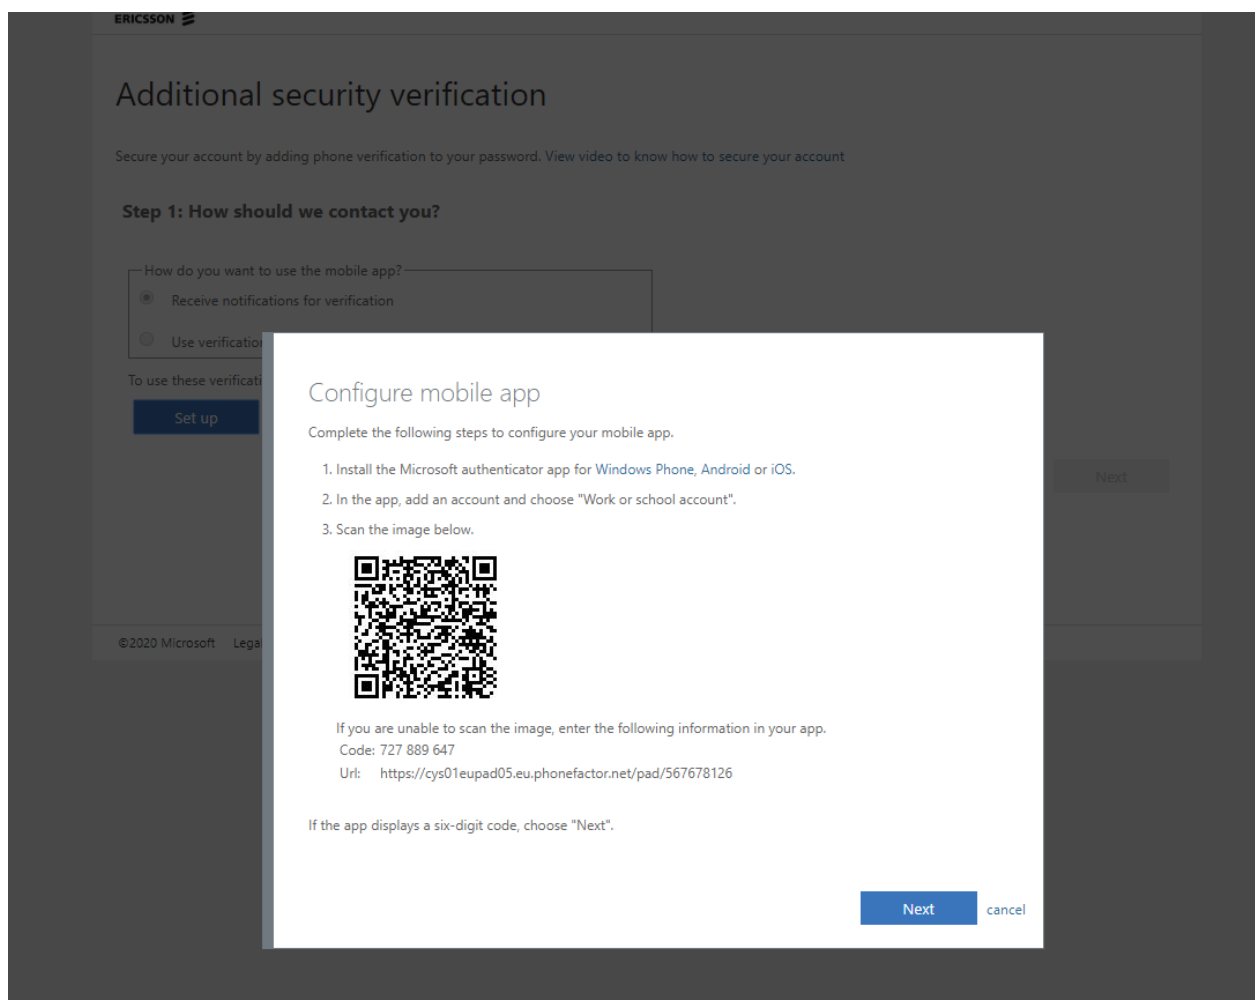 ERICSSON
Additional security verification
Secure your account by adding phone verification to your password. View video to know how to secure your account
Step 1: How should we contact you?
How do you want to use the mobile app?
Receive notifications for verification
Use verification
To use these verificati
Set up
Next
Configure mobile app
Complete the following steps to configure your mobile app.
1. Install the Microsoft authenticator app for Windows Phone, Android or iOS.
2. In the app, add an account and choose "Work or school account".
3. Scan the image below.
If you are unable to scan the image, enter the following information in your app.
Code: 727 889 647
Url: https://cys01eupad05.eu.phonefactor.net/pad/567678126
If the app displays a six-digit code, choose "Next".
Next cancel
©2020 Microsoft Legal